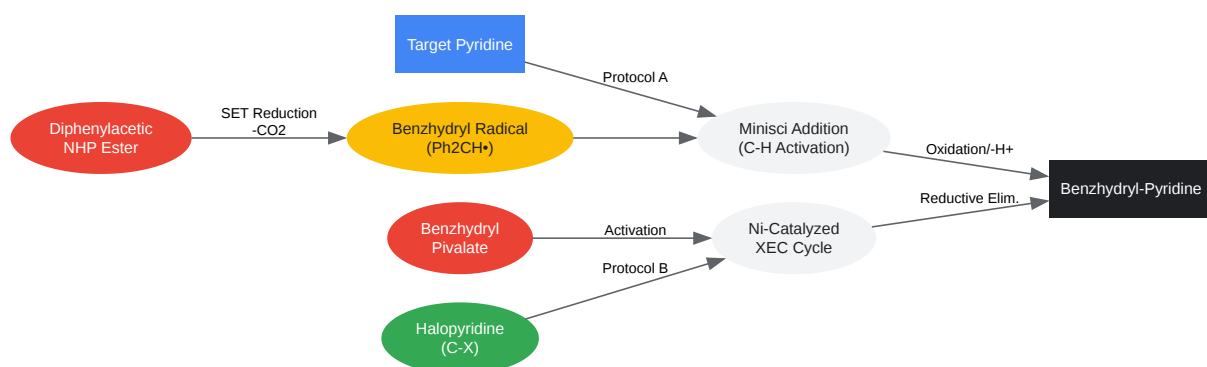 Target Pyridine
Protocol A
Diphenylacetic
NHP Ester
SET Reduction
-CO2
Benzhydryl Radical
(Ph2CH•)
Minisci Addition
(C-H Activation)
Oxidation/-H+
Benzhydryl-Pyridine
Reductive Elim.
Benzhydryl
Pivalate
Activation
Ni-Catalyzed
XEC Cycle
Protocol B
Halopyridine
(C-X)